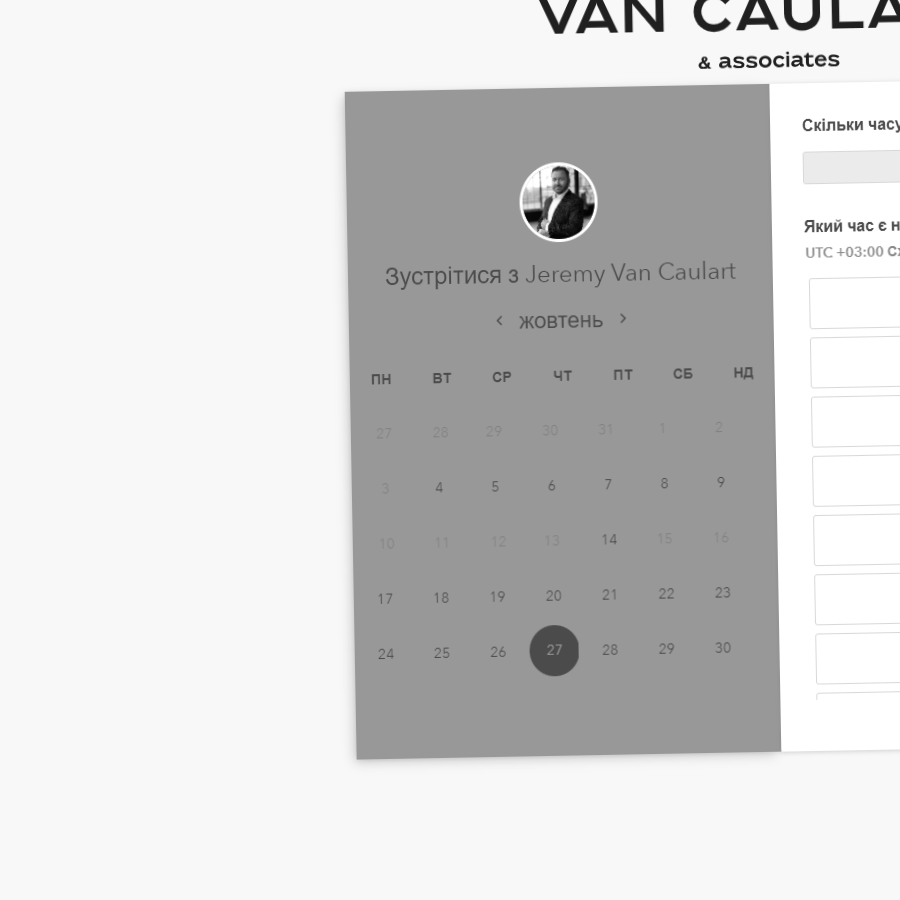 VAN CAULA
& associates
Зустрітися з Jeremy Van Caulart
жовтень
ПН ВТ СР ЧТ ПТ СБ НД
27 28 29 30 31 1 2
3 4 5 6 7 8 9
10 11 12 13 14 15 16
17 18 19 20 21 22 23
24 25 26 27 28 29 30
Скільки часу
Який час є н
UTC +03:00